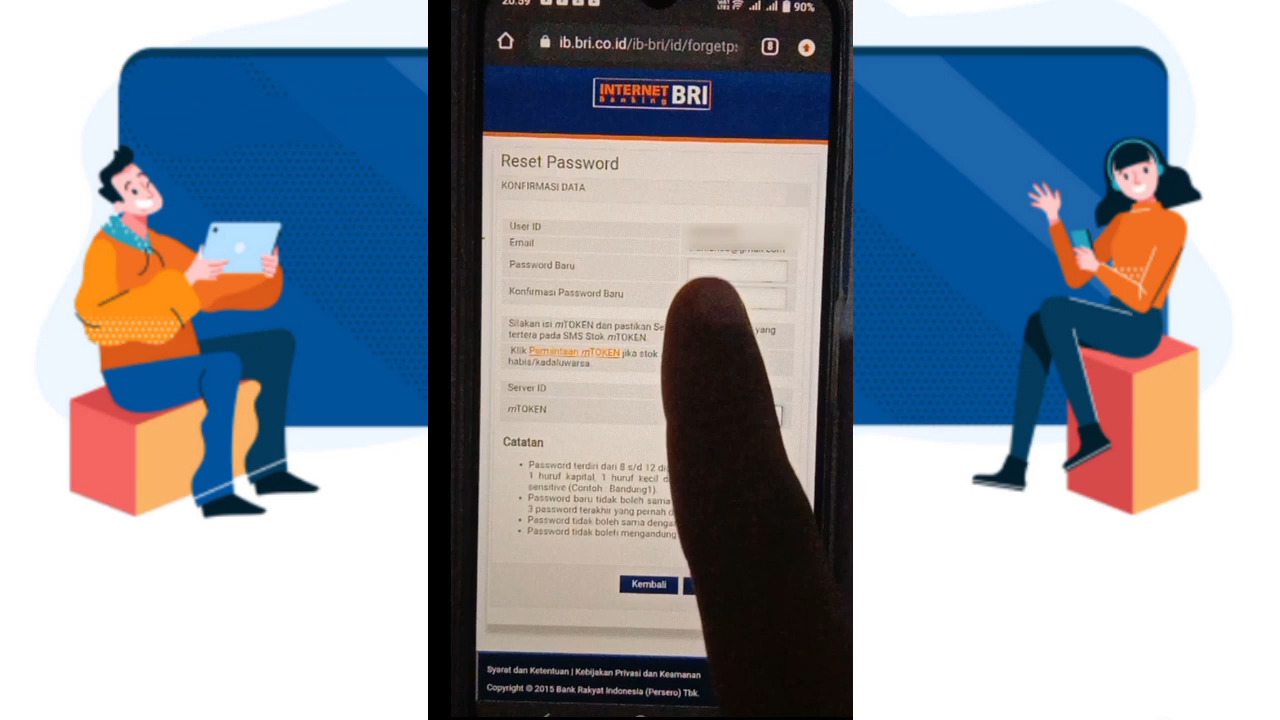 20:59
90%
ib.bri.co.id/ib-bri/id/forgetp
8
INTERNET
Banking BRI
Reset Password
KONFIRMASI DATA
User ID
Email
@gmail.com
Password Baru
Konfirmasi Password Baru
Silakan isi mTOKEN dan pastikan yang
tertera pada SMS Stok mTOKEN.
Klik Permintaan mTOKEN jika stok
habis/kadaluwarsa.
Server ID
mTOKEN
Catatan
• Password terdiri dari 8 s/d 12
1 huruf kapital, 1 huruf kecil
sensitive (Contoh : Bandung1)
• Password baru tidak boleh sama
3 password terakhir yang pernah
• Password tidak boleh sama
• Password tidak boleh mengandung
Kembali
Syarat dan Ketentuan | Kebijakan Privasi dan Keamanan
Copyright © 2015 Bank Rakyat Indonesia (Persero) Tbk.